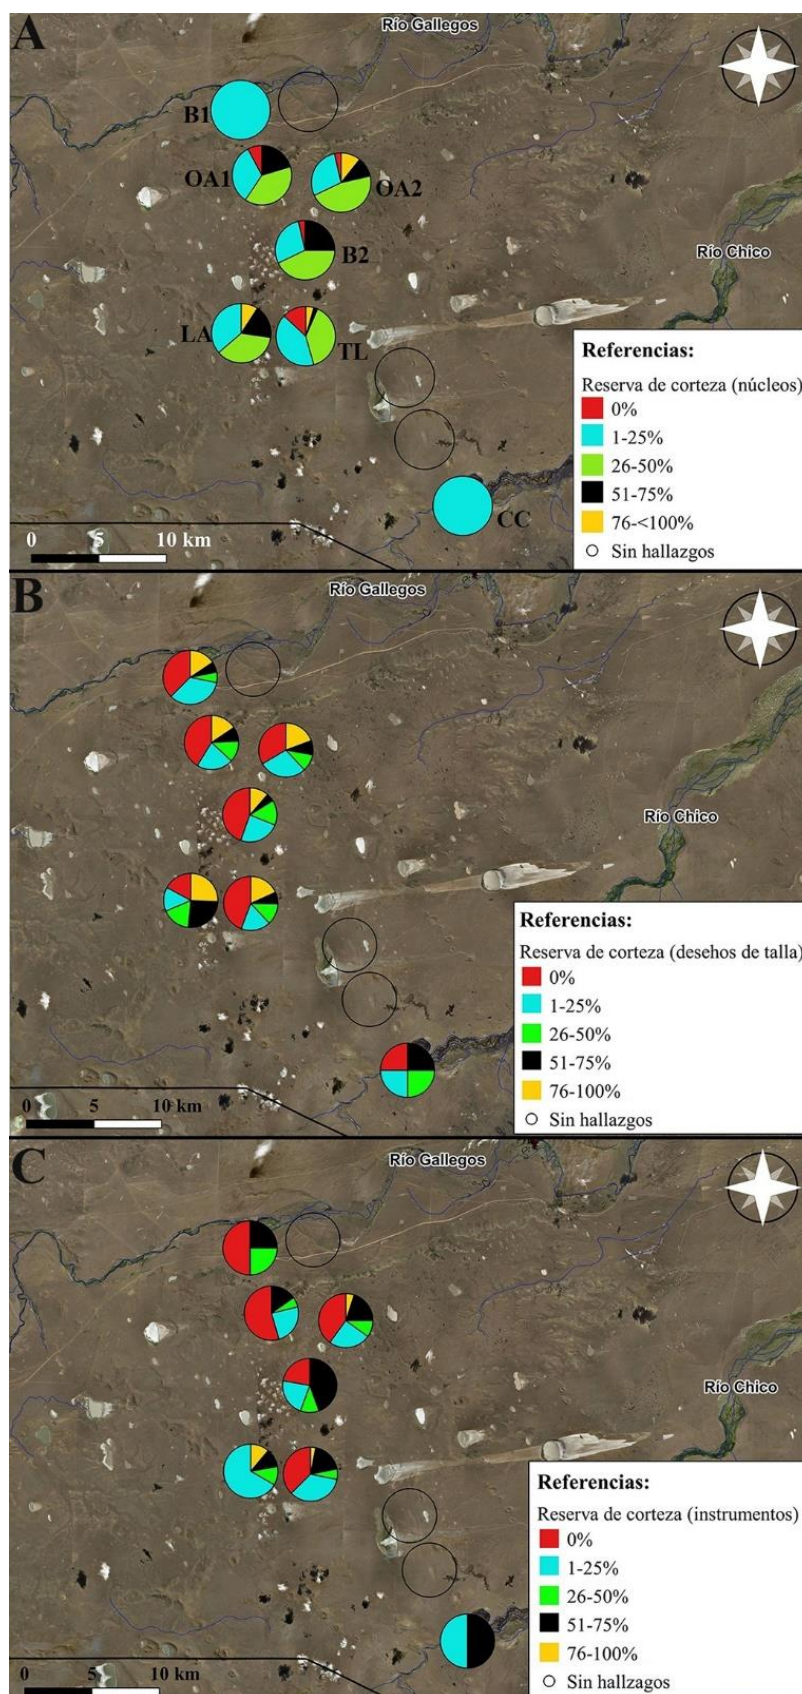 A
Río Gallegos
B1
OA1
OA2
B2
Río Chico
LA
TL
CC
Referencias:
Reserva de corteza (núcleos)
0%
1-25%
26-50%
51-75%
76-<100%
Sin hallazgos
0 10 km
B
Río Gallegos
Río Chico
Referencias:
Reserva de corteza (desehos de talla)
0%
1-25%
26-50%
51-75%
76-100%
Sin hallazgos
0 5 10 km
C
Río Gallegos
Río Chico
Referencias:
Reserva de corteza (instrumentos)
0%
1-25%
26-50%
51-75%
76-100%
Sin hallzagos
0 5 10 km